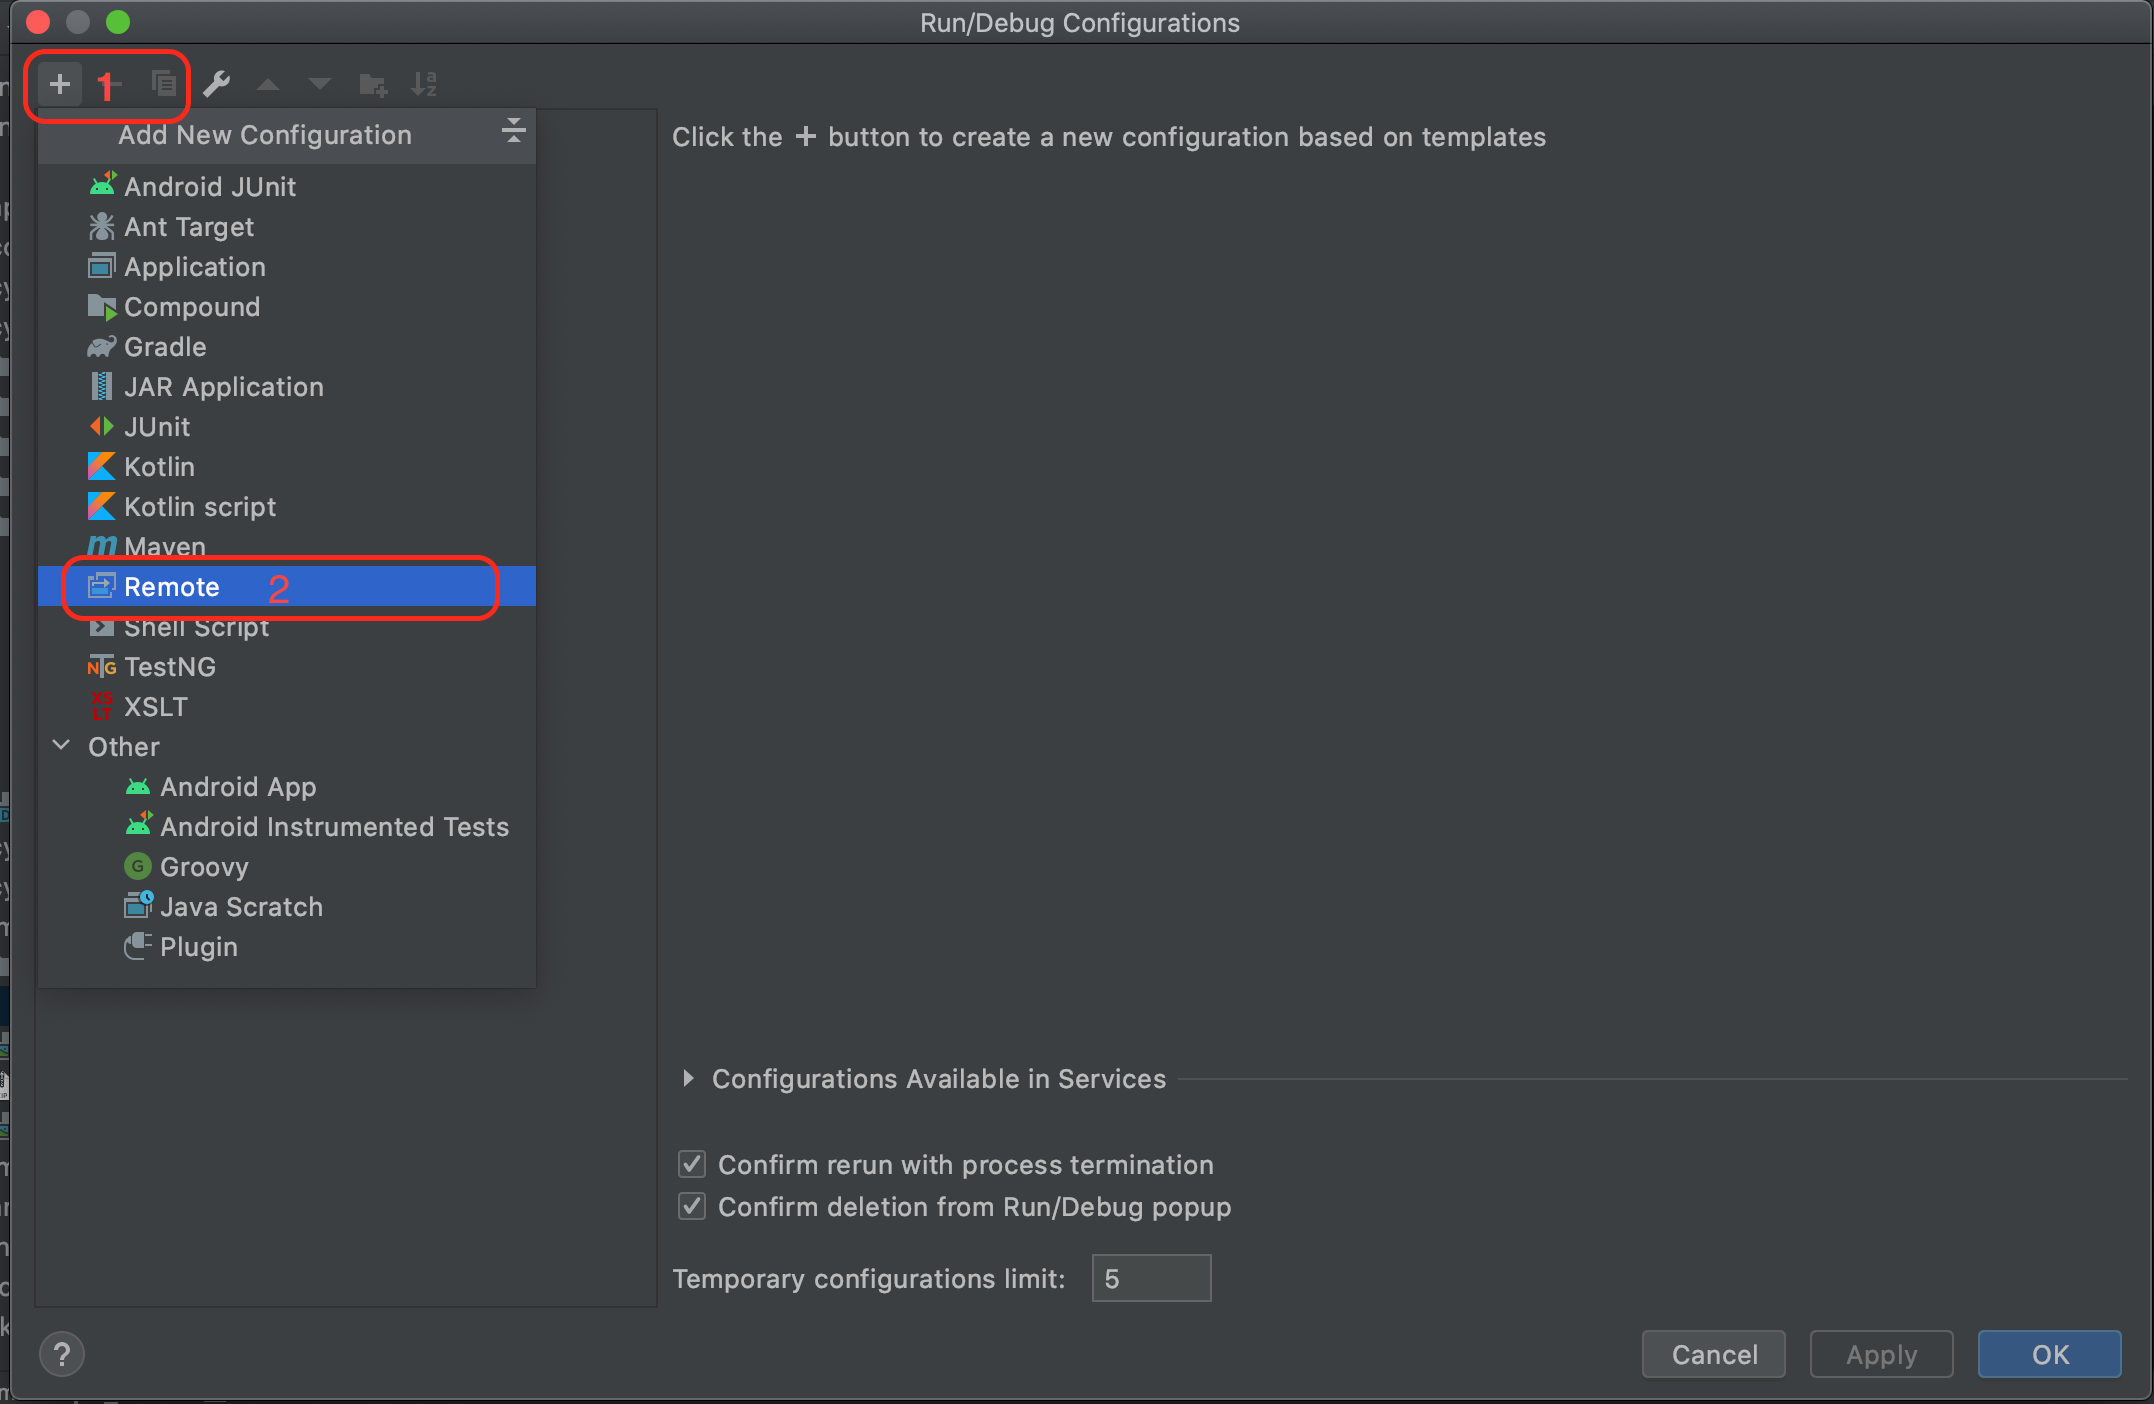 Run/Debug Configurations
1
Add New Configuration
Click the + button to create a new configuration based on templates
Android JUnit
Ant Target
Application
Compound
Gradle
JAR Application
JUnit
Kotlin
Kotlin script
Maven
Remote 2
Shell Script
TestNG
XSLT
Other
Android App
Android Instrumented Tests
Groovy
Java Scratch
Plugin
Configurations Available in Services
Confirm rerun with process termination
Confirm deletion from Run/Debug popup
Temporary configurations limit: 5
?
Cancel
Apply
OK